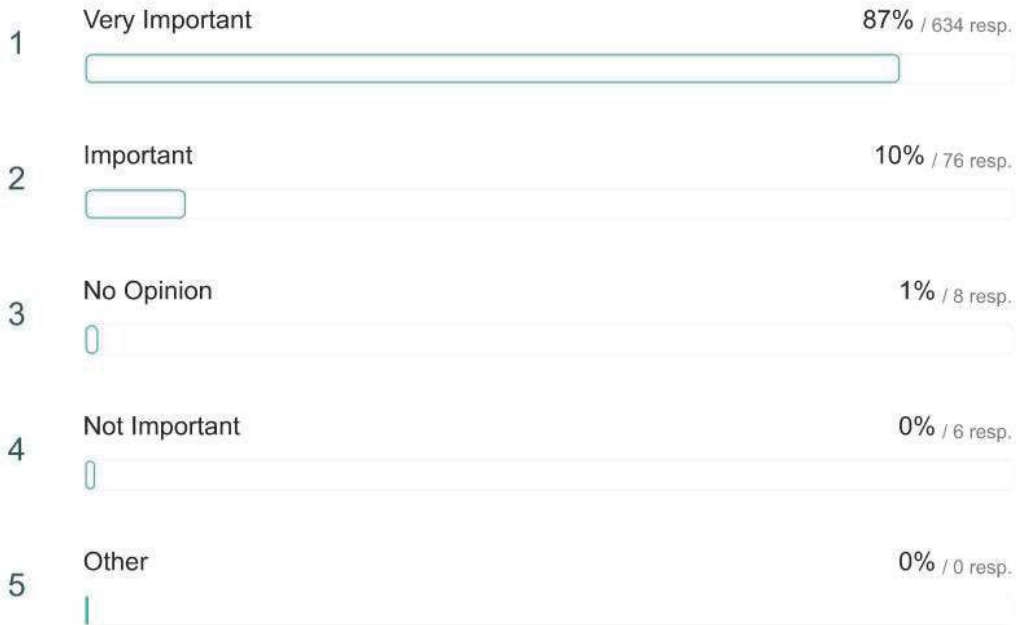 1 Very Important 87% / 634 resp.
2 Important 10% / 76 resp.
3 No Opinion 1% / 8 resp.
4 Not Important 0% / 6 resp.
5 Other 0% / 0 resp.